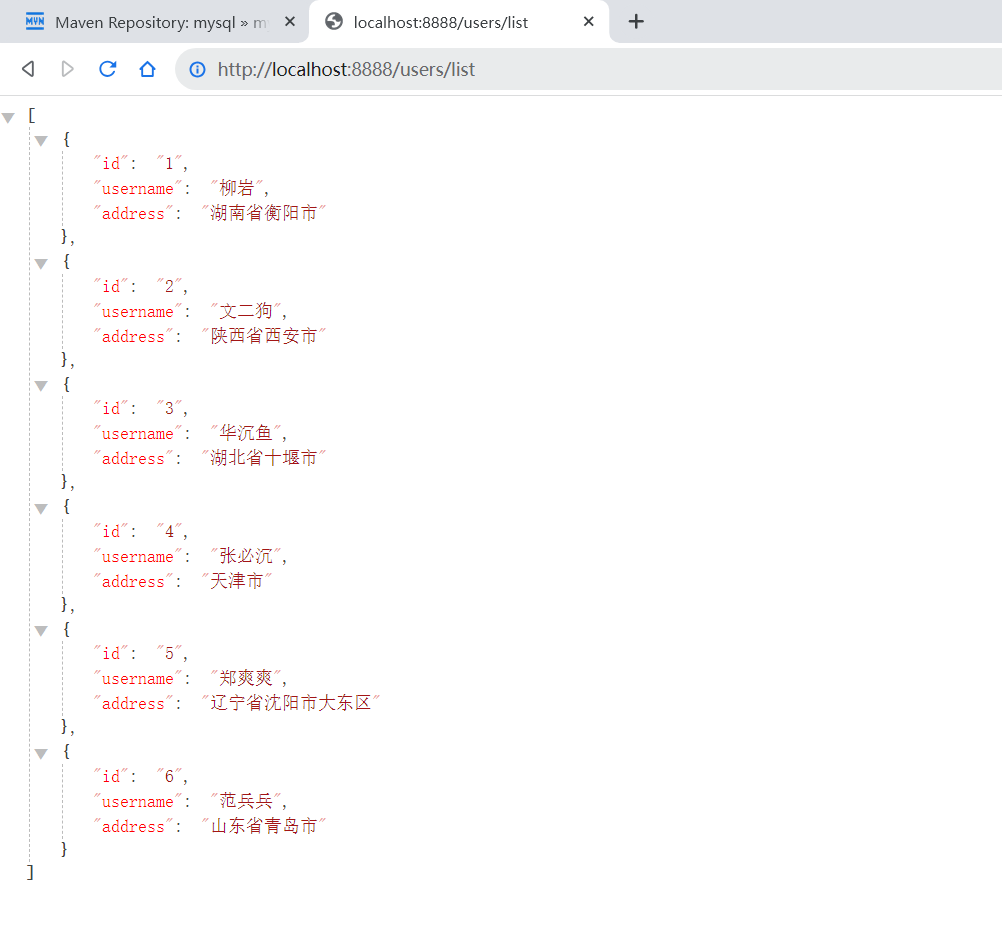 MVN Maven Repository: mysql » m
localhost:8888/users/list
http://localhost:8888/users/list
[
{
"id": "1",
"username": "柳岩",
"address": "湖南省衡阳市"
},
{
"id": "2",
"username": "文二狗",
"address": "陕西省西安市"
},
{
"id": "3",
"username": "华沉鱼",
"address": "湖北省十堰市"
},
{
"id": "4",
"username": "张必沉",
"address": "天津市"
},
{
"id": "5",
"username": "郑爽爽",
"address": "辽宁省沈阳市大东区"
},
{
"id": "6",
"username": "范兵兵",
"address": "山东省青岛市"
}
]